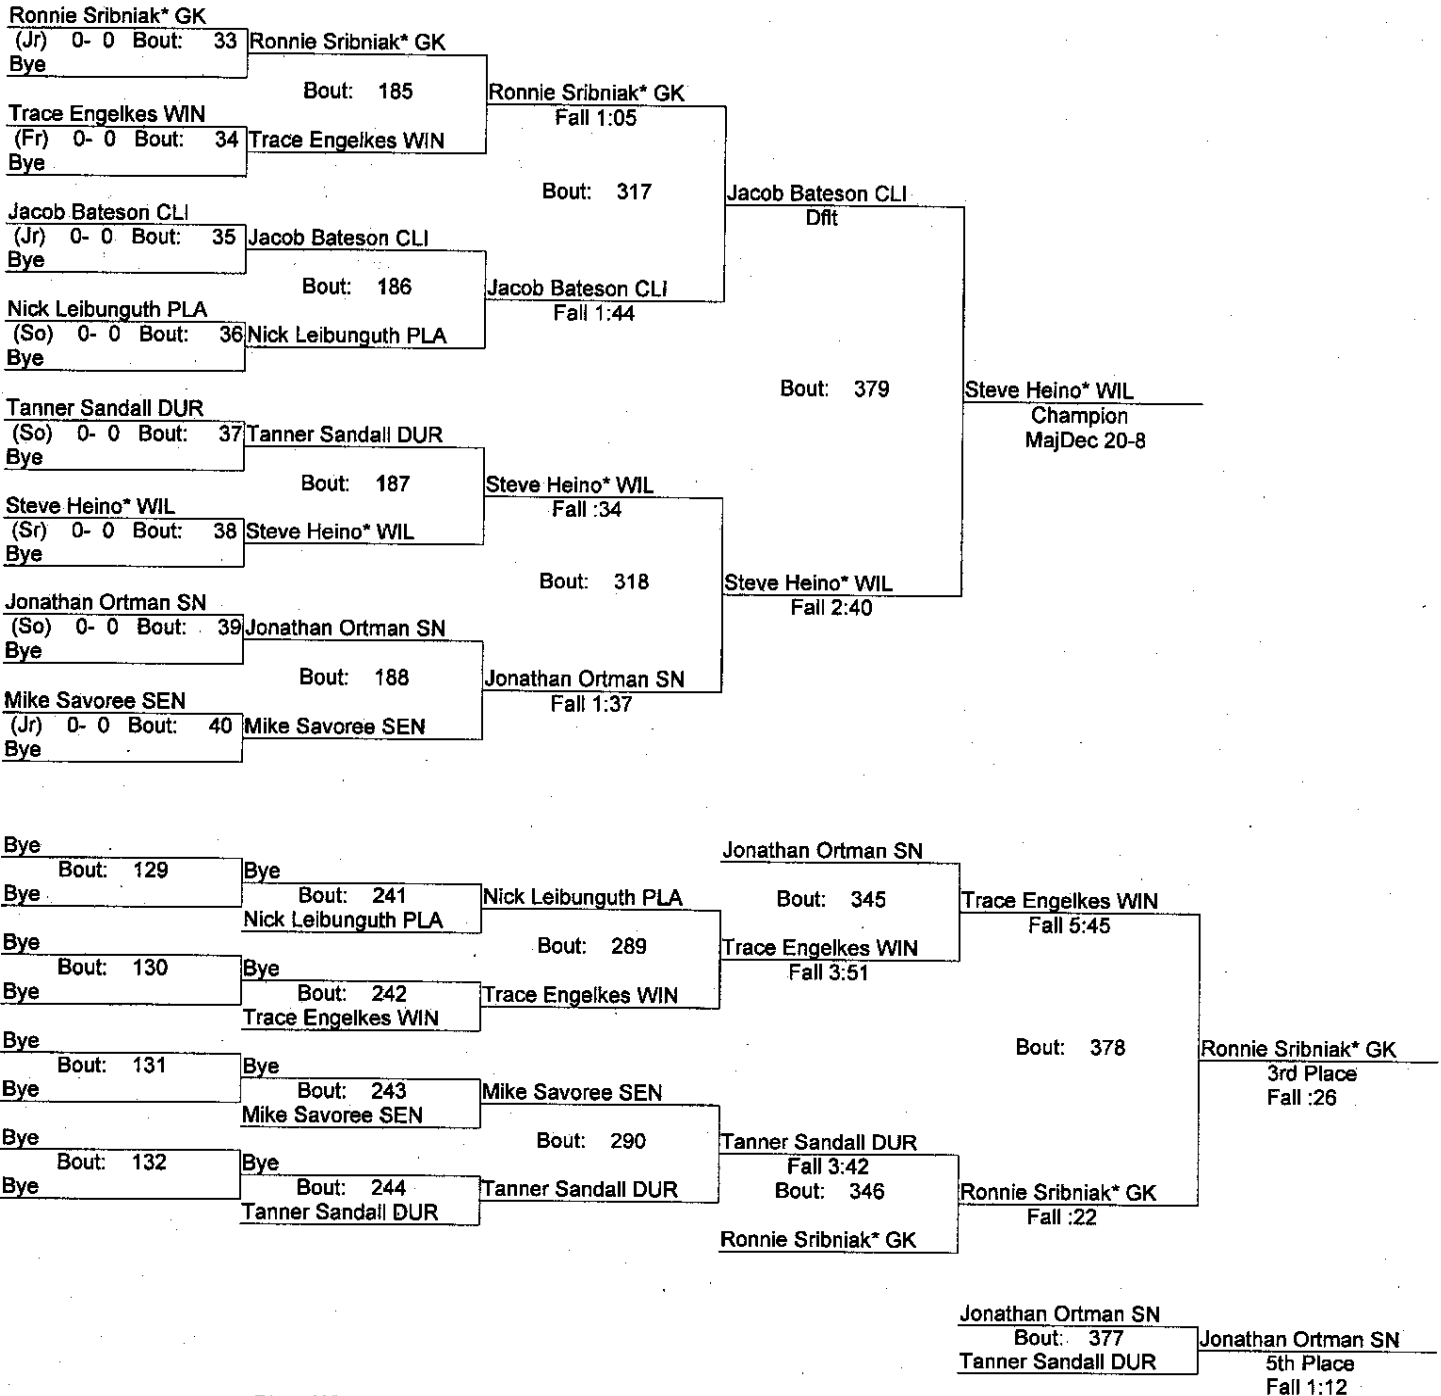 Ronnie Sribniak* GK
(Jr) 0- 0 Bout: 33 Ronnie Sribniak* GK
Bye
Bout: 185 Ronnie Sribniak* GK
Fall 1:05
Trace Engelkes WIN
(Fr) 0- 0 Bout: 34 Trace Engelkes WIN
Bye
Bout: 317 Jacob Bateson CLI
Dflt
Jacob Bateson CLI
(Jr) 0- 0 Bout: 35 Jacob Bateson CLI
Bye
Bout: 186 Jacob Bateson CLI
Fall 1:44
Nick Leibunguth PLA
(So) 0- 0 Bout: 36 Nick Leibunguth PLA
Bye
Bout: 379 Steve Heino* WIL
Champion
MajDec 20-8
Tanner Sandall DUR
(So) 0- 0 Bout: 37 Tanner Sandall DUR
Bye
Bout: 187 Steve Heino* WIL
Fall :34
Steve Heino* WIL
(Sr) 0- 0 Bout: 38 Steve Heino* WIL
Bye
Bout: 318 Steve Heino* WIL
Fall 2:40
Jonathan Ortman SN
(So) 0- 0 Bout: 39 Jonathan Ortman SN
Bye
Bout: 188 Jonathan Ortman SN
Fall 1:37
Mike Savoree SEN
(Jr) 0- 0 Bout: 40 Mike Savoree SEN
Bye
Bye
Bout: 129 Bye
Bye
Bout: 241 Nick Leibunguth PLA
Nick Leibunguth PLA
Jonathan Ortman SN
Bout: 345 Trace Engelkes WIN
Fall 5:45
Bye
Bout: 289 Trace Engelkes WIN
Fall 3:51
Bout: 130 Bye
Bye
Bout: 242 Trace Engelkes WIN
Trace Engelkes WIN
Bye
Bout: 131 Bye
Bye
Bout: 378 Ronnie Sribniak* GK
3rd Place
Fall :26
Bout: 243 Mike Savoree SEN
Mike Savoree SEN
Bye
Bout: 290 Tanner Sandall DUR
Fall 3:42
Bout: 132 Bye
Bye
Bout: 244 Tanner Sandall DUR
Tanner Sandall DUR
Bout: 346 Ronnie Sribniak* GK
Fall :22
Ronnie Sribniak* GK
Jonathan Ortman SN
Bout: 377 Jonathan Ortman SN
Tanner Sandall DUR
5th Place
Fall 1:12